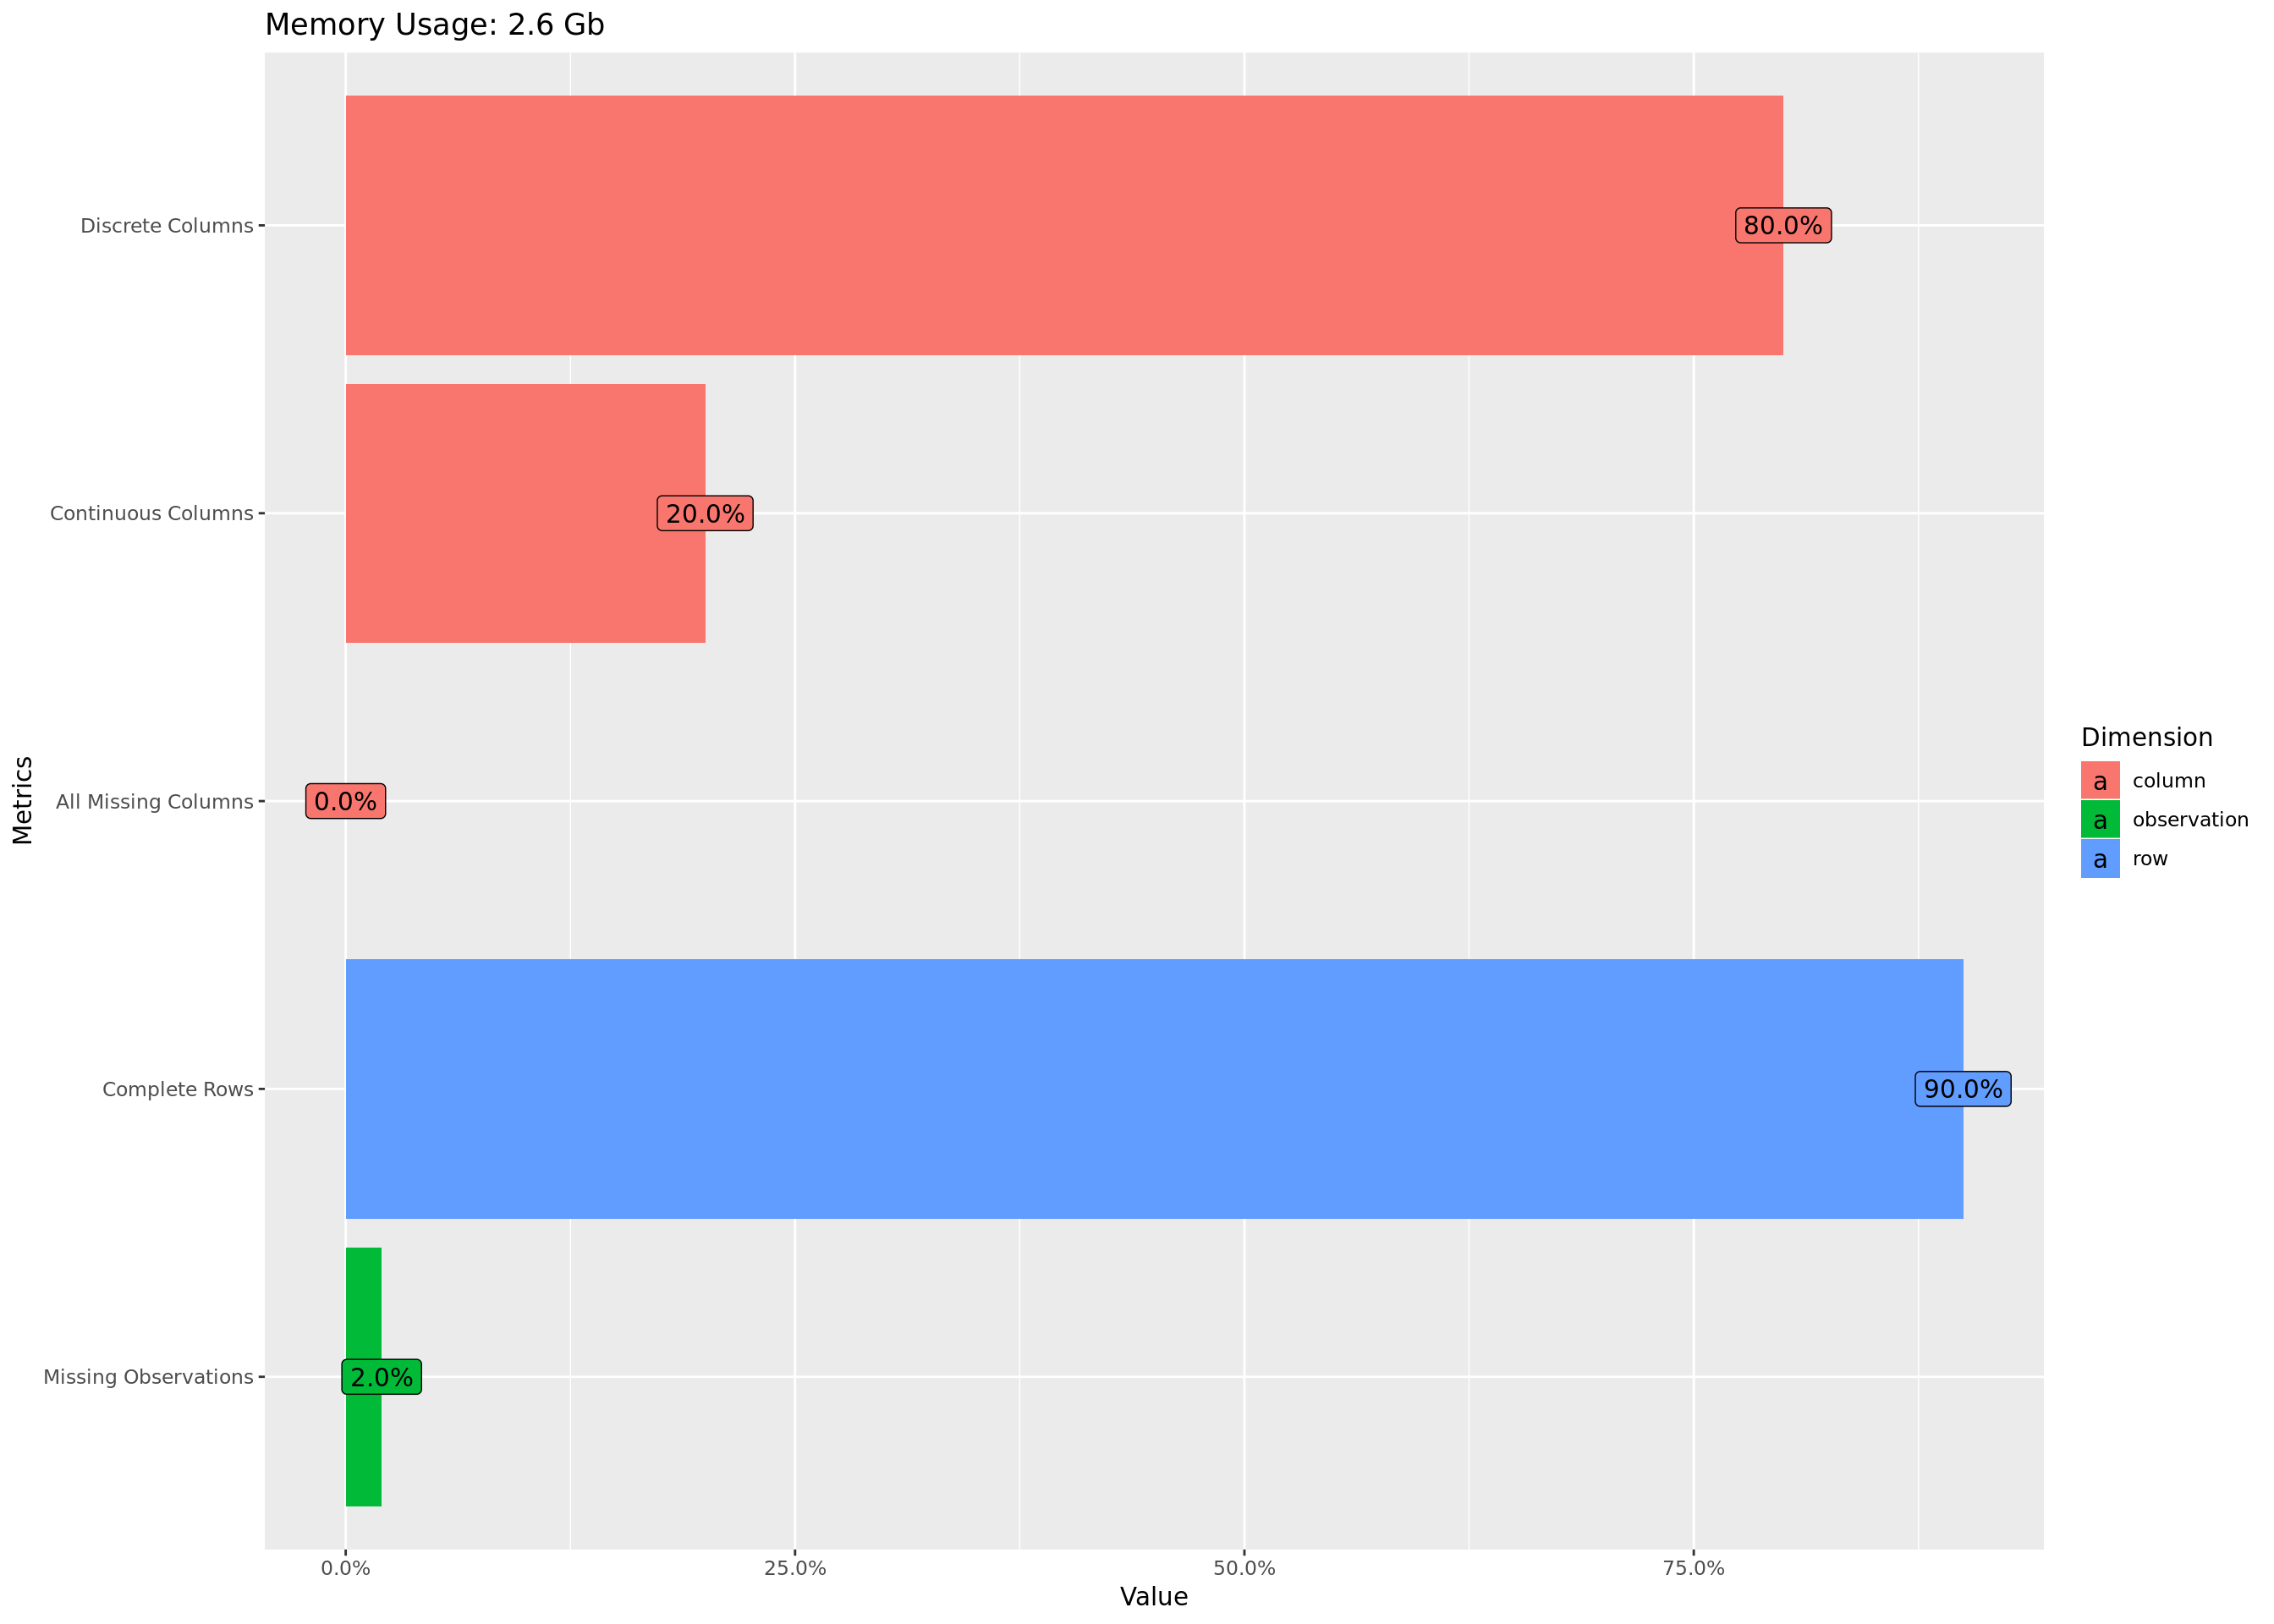 Memory Usage: 2.6 Gb
Discrete Columns
80.0%
Continuous Columns
20.0%
All Missing Columns
0.0%
Complete Rows
90.0%
Missing Observations
2.0%
Metrics
0.0%
25.0%
50.0%
75.0%
Value
Dimension
a column
a observation
a row